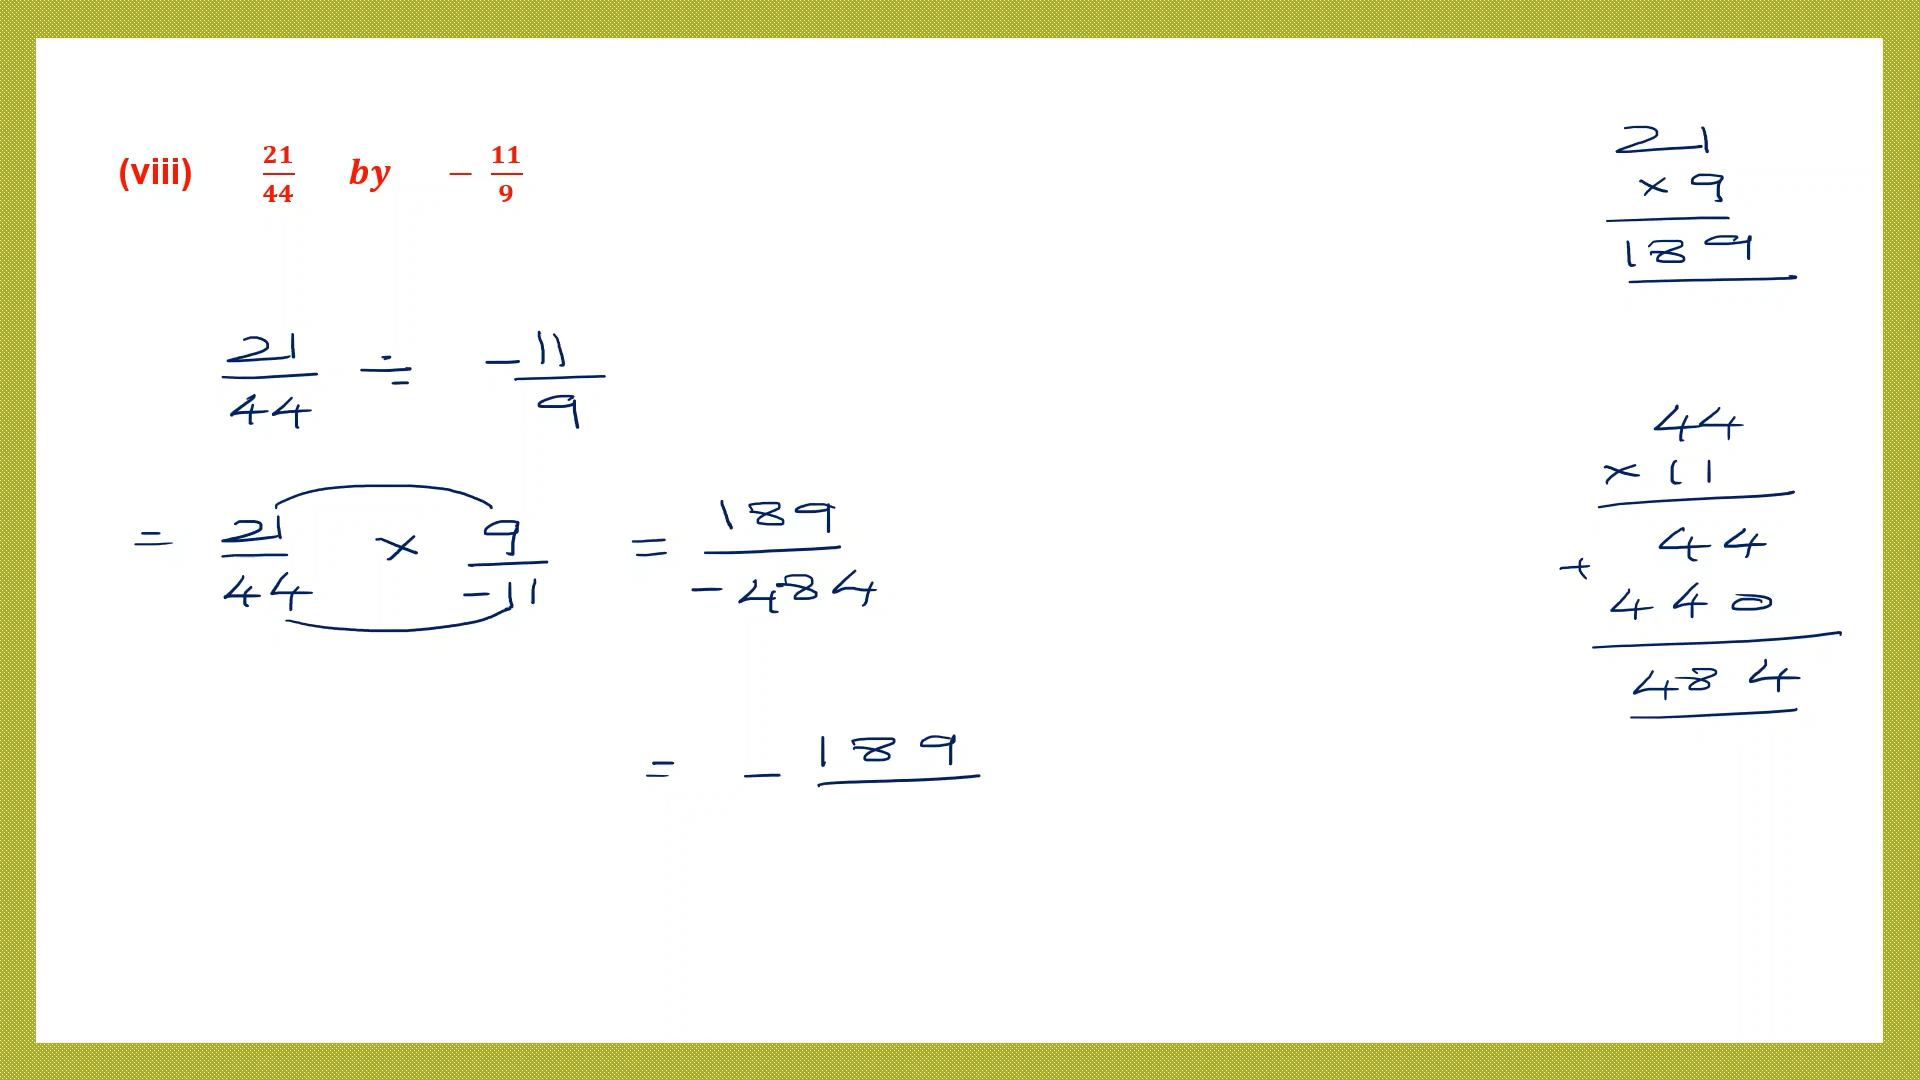 (viii) 21/44 by − 11/9
21
× 9
189
21/44 ÷ −11/9
44
× 11
44
+
440
484
= 21/44 × 9/−11 = 189/−484
= − 189